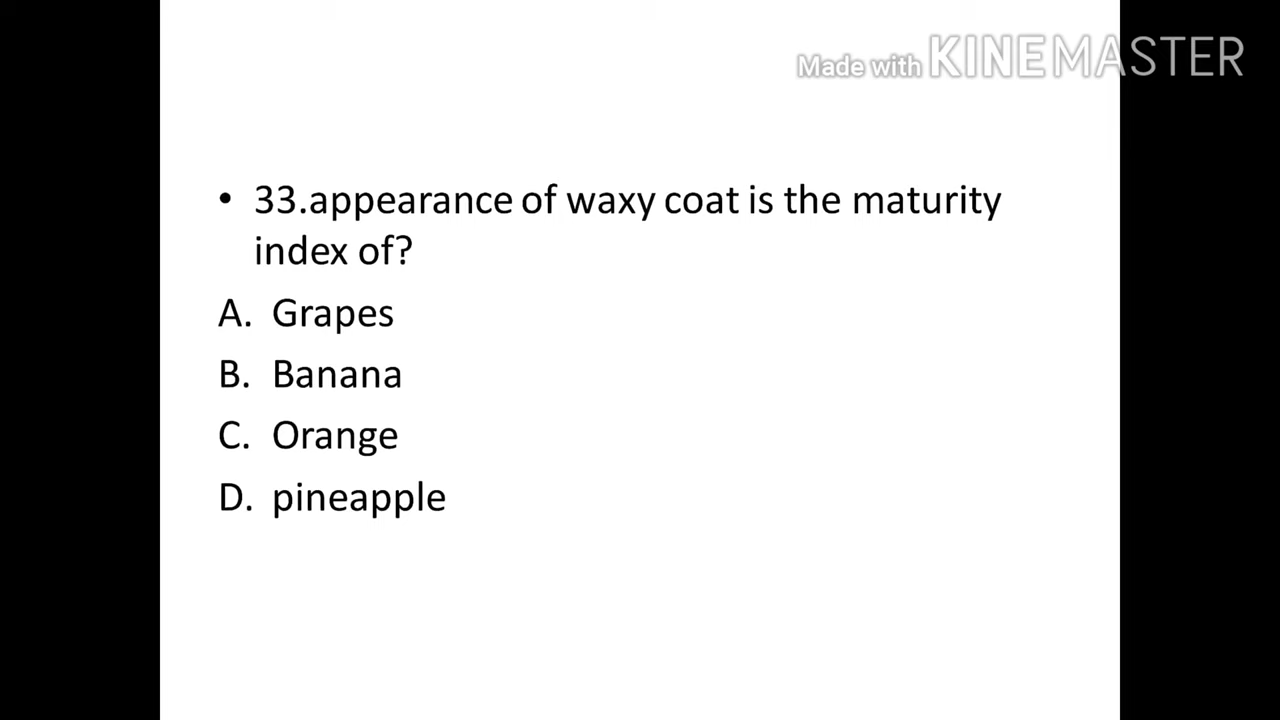 Made with KINEMASTER
• 33.appearance of waxy coat is the maturity
index of?
A. Grapes
B. Banana
C. Orange
D. pineapple